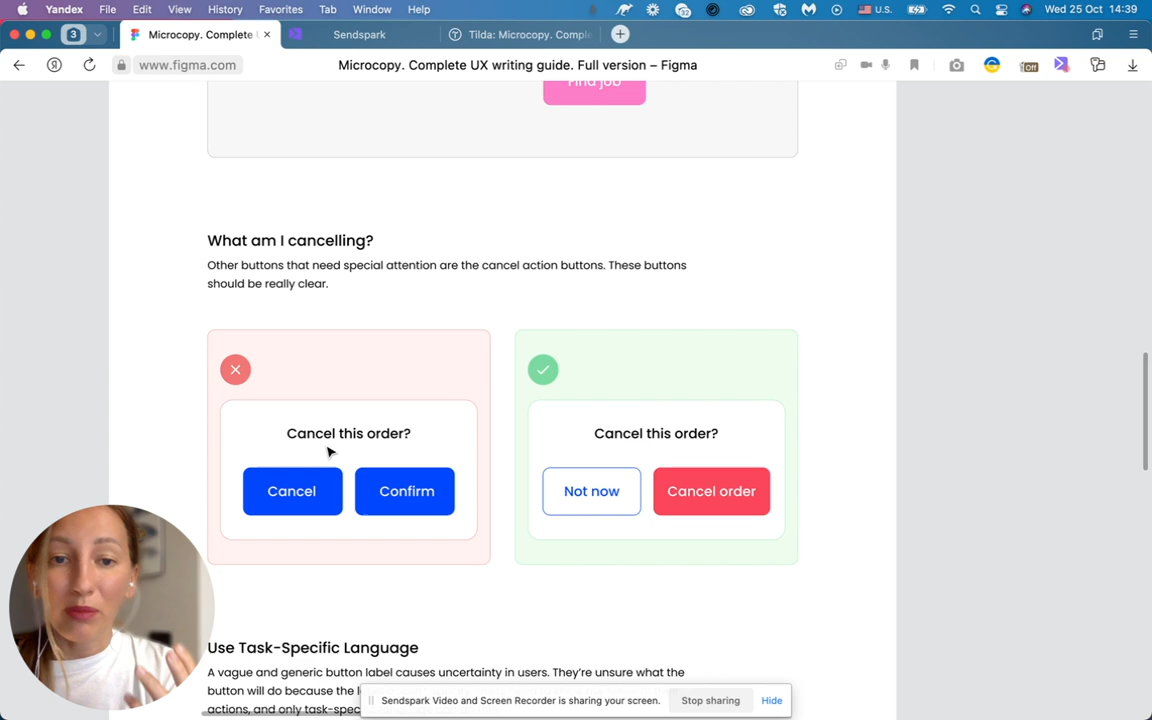 Yandex File Edit View History Favorites Tab Window Help U.S. Wed 25 Oct 14:39
3 Microcopy. Complete Sendspark Tilda: Microcopy. Compl
www.figma.com Microcopy. Complete UX writing guide. Full version – Figma
Find job
What am I cancelling?
Other buttons that need special attention are the cancel action buttons. These buttons
should be really clear.
Cancel this order?
Cancel Confirm
Cancel this order?
Not now Cancel order
Use Task-Specific Language
A vague and generic button label causes uncertainty in users. They're unsure what the
button will do because the
actions, and only task-spec
Sendspark Video and Screen Recorder is sharing your screen. Stop sharing Hide